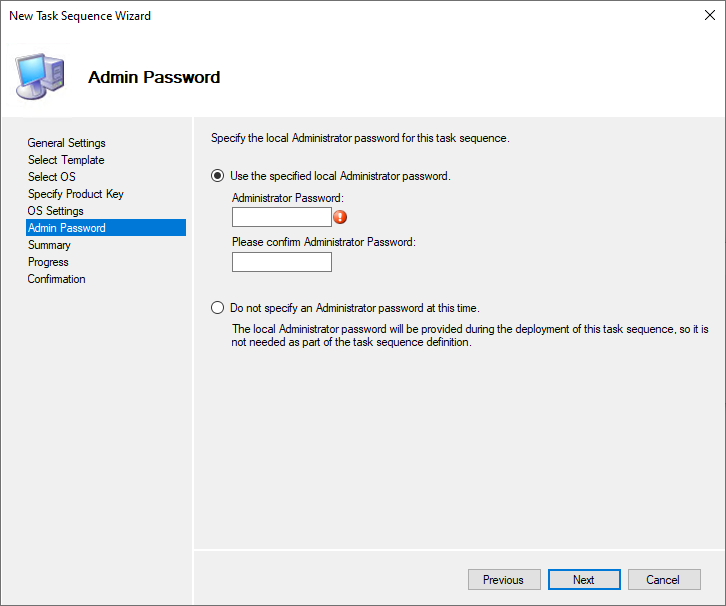 New Task Sequence Wizard
Admin Password
General Settings
Select Template
Select OS
Specify Product Key
OS Settings
Admin Password
Summary
Progress
Confirmation
Specify the local Administrator password for this task sequence.
Use the specified local Administrator password.
Administrator Password:
Please confirm Administrator Password:
Do not specify an Administrator password at this time.
The local Administrator password will be provided during the deployment of this task sequence, so it is
not needed as part of the task sequence definition.
Previous
Next
Cancel